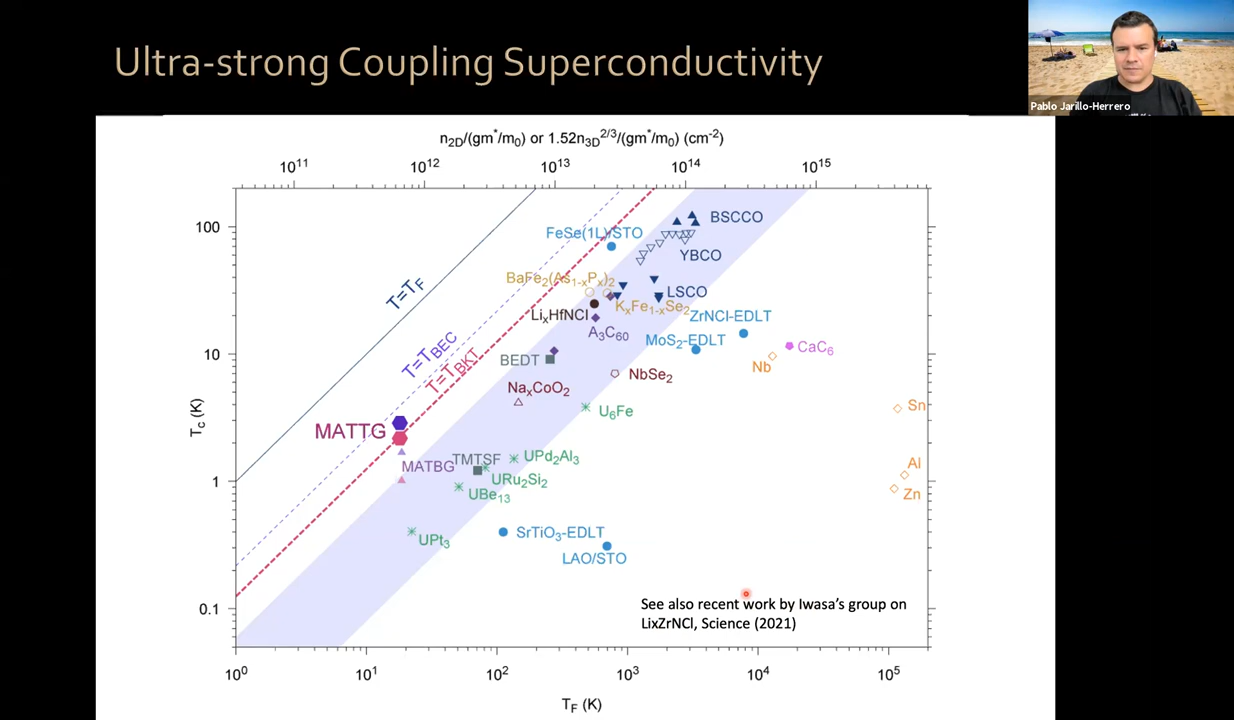 Ultra-strong Coupling Superconductivity
Pablo Jarillo-Herrero
n2D/(gm*/m0) or 1.52n3D^2/3/(gm*/m0) (cm^-2)
10^11 10^12 10^13 10^14 10^15
100
10
1
0.1
Tc (K)
T=TF
T=TBEC
T=TBKT
FeSe(1L)/STO
BSCCO
YBCO
BaFe2(As1-xPx)2
LSCO
KxFe1-xSe2
LixHfNCl
ZrNCl-EDLT
A3C60
MoS2-EDLT
CaC6
BEDT
Nb
NbSe2
NaxCoO2
Sn
U6Fe
MATTG
TMTSF
UPd2Al3
MATBG
Al
URu2Si2
UBe13
Zn
SrTiO3-EDLT
UPt3
LAO/STO
See also recent work by Iwasa's group on
LixZrNCl, Science (2021)
10^0 10^1 10^2 10^3 10^4 10^5
TF (K)